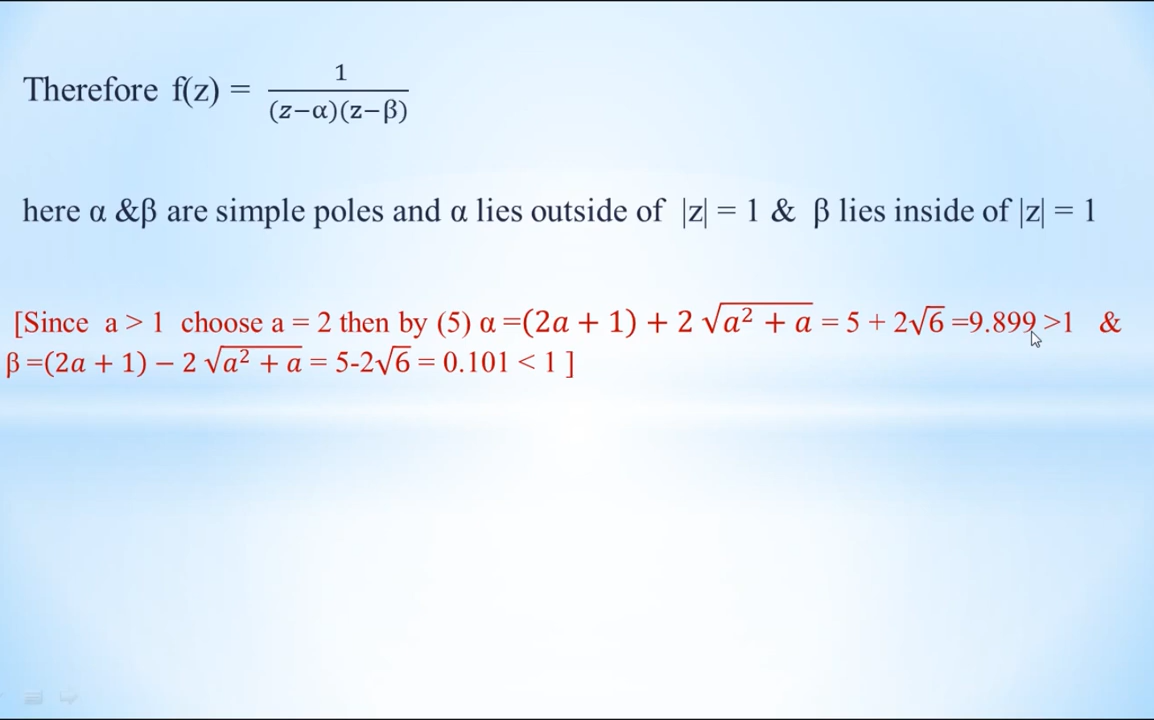 Therefore f(z) = 1/((z−α)(z−β))
here α &β are simple poles and α lies outside of |z| = 1 & β lies inside of |z| = 1
[Since a > 1 choose a = 2 then by (5) α =(2a + 1) + 2 √(a² + a) = 5 + 2√6 =9.899 >1 &
β =(2a + 1) − 2 √(a² + a) = 5-2√6 = 0.101 < 1 ]